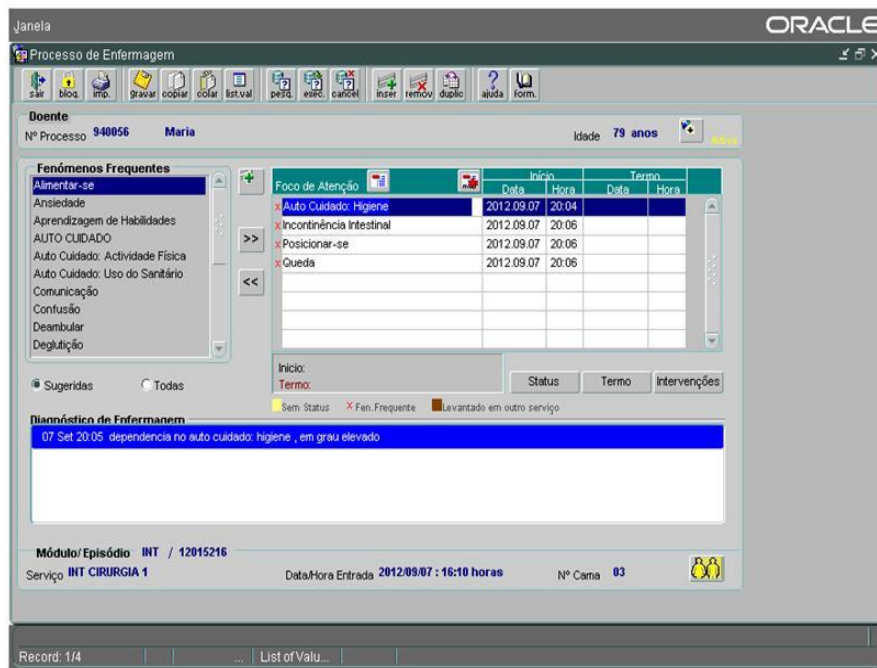 Janela
ORACLE
Processo de Enfermagem
sair bloq. imp. gravar copiar colar list.val pesq. exec. cancel inser remov duplic ajuda form.
Doente
Nº Processo 940056 Maria Idade 79 anos Activo
Fenómenos Frequentes
Alimentar-se
Ansiedade
Aprendizagem de Habilidades
AUTO CUIDADO
Auto Cuidado: Actividade Física
Auto Cuidado: Uso do Sanitário
Comunicação
Confusão
Deambular
Deglutição
Sugeridas Todas
>>
<<
Foco de Atenção Início Termo
Data Hora Data Hora
x Auto Cuidado: Higiene 2012.09.07 20:04
x Incontinência Intestinal 2012.09.07 20:06
x Posicionar-se 2012.09.07 20:06
x Queda 2012.09.07 20:06
Inicio:
Termo:
Status Termo Intervenções
Sem Status X Fen.Frequente Levantado em outro serviço
Diagnóstico de Enfermagem
07 Set 20:05 dependencia no auto cuidado: higiene , em grau elevado
Módulo/ Episódio INT / 12015216
Serviço INT CIRURGIA 1 Data/Hora Entrada 2012/09/07 : 16:10 horas Nº Cama 03
Record: 1/4 ... List of Valu...